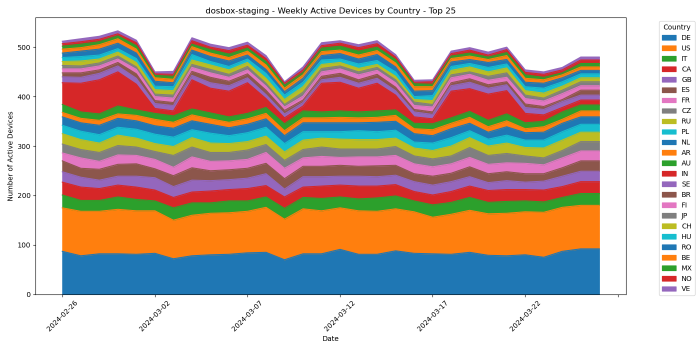 dosbox-staging - Weekly Active Devices by Country - Top 25
Number of Active Devices
500
400
300
200
100
0
2024-02-26
2024-03-02
2024-03-07
2024-03-12
2024-03-17
2024-03-22
Date
Country
DE
US
IT
CA
GB
ES
FR
CZ
RU
PL
NL
AR
AU
IN
SE
BR
FI
JP
CH
HU
RO
BE
MX
NO
VE